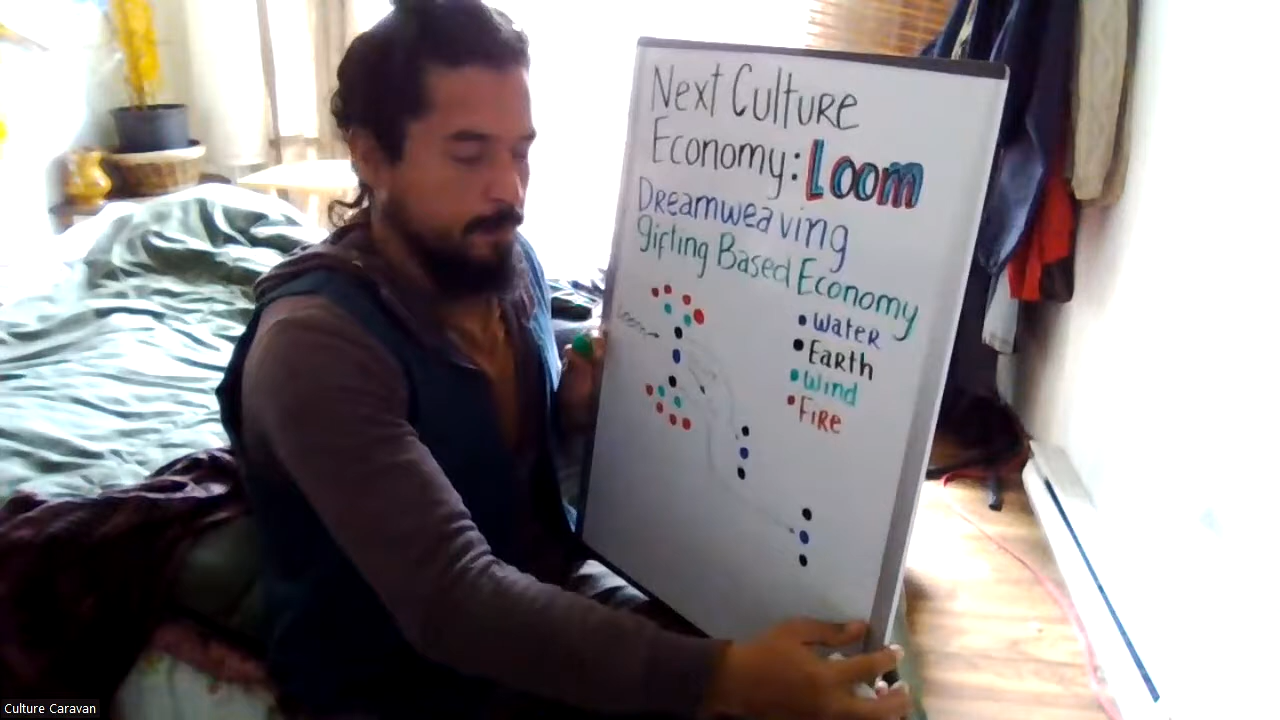 Next Culture
Economy: Loom
Dreamweaving
Gifting Based Economy
Water
Earth
Wind
Fire
Culture Caravan